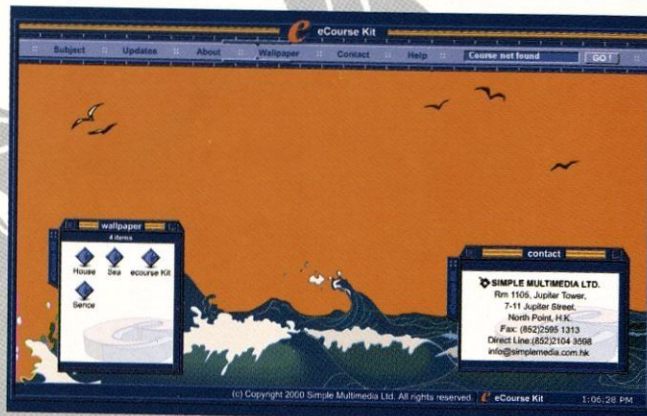 eCourse Kit
Subject Updates About Wallpaper Contact Help Course not found GO !
wallpaper
4 items
House Sea ecourse Kit
Sence
contact
SIMPLE MULTIMEDIA LTD.
Rm 1105, Jupiter Tower,
7-11 Jupiter Street,
North Point, H.K.
Fax: (852)2595 1313
Direct Line:(852)2104 3598
info@simplemedia.com.hk
(c) Copyright 2000 Simple Multimedia Ltd. All rights reserved. eCourse Kit 1:06:28 PM